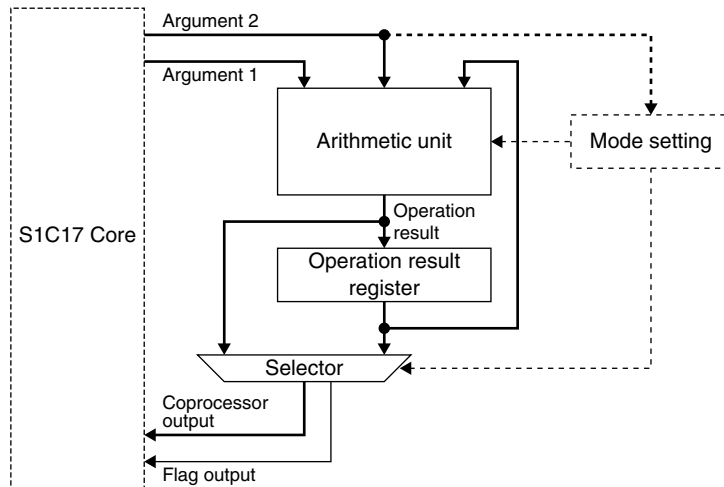 Argument 2
Argument 1
Arithmetic unit
Mode setting
S1C17 Core
Operation
result
Operation result
register
Selector
Coprocessor
output
Flag output